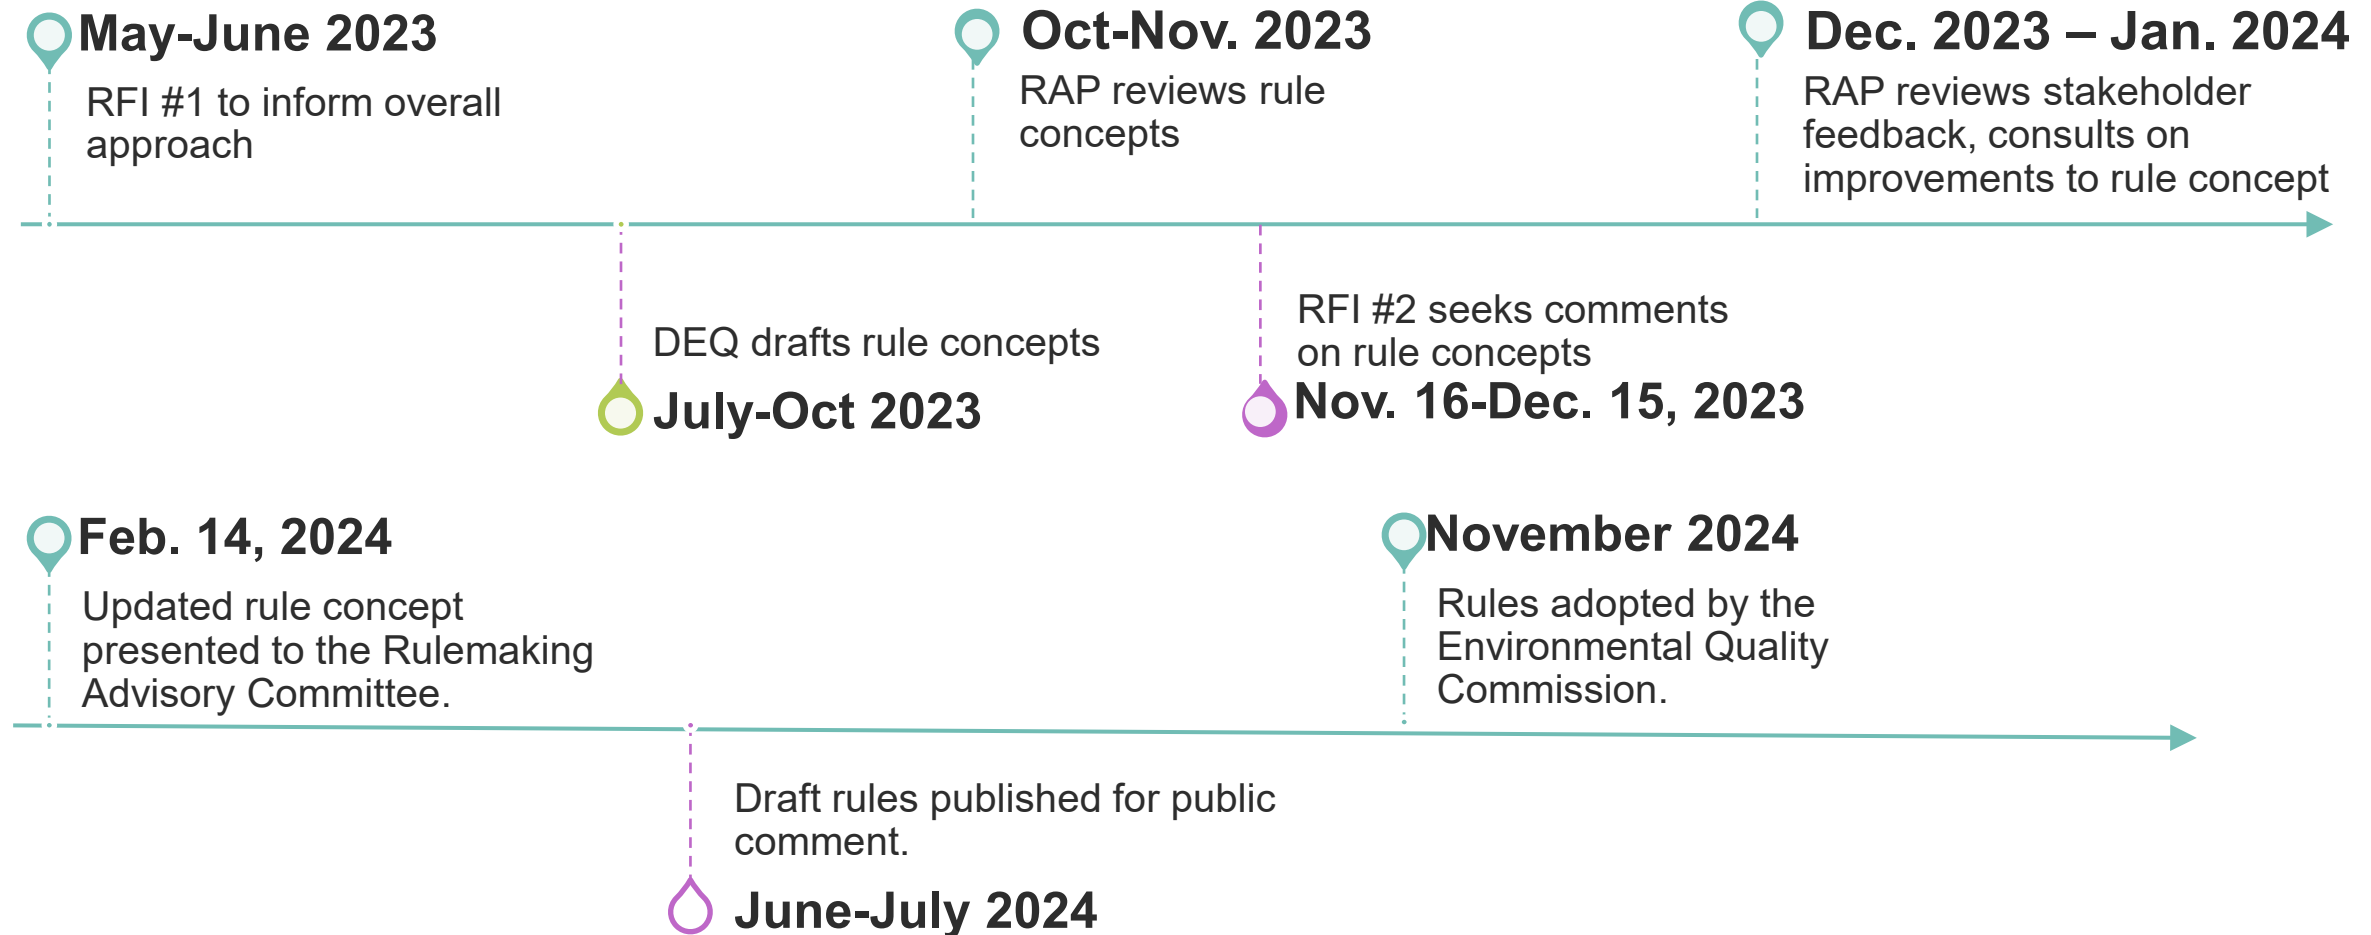 May-June 2023
RFI #1 to inform overall
approach
Oct-Nov. 2023
RAP reviews rule
concepts
Dec. 2023 – Jan. 2024
RAP reviews stakeholder
feedback, consults on
improvements to rule concept
DEQ drafts rule concepts
July-Oct 2023
RFI #2 seeks comments
on rule concepts
Nov. 16-Dec. 15, 2023
Feb. 14, 2024
Updated rule concept
presented to the Rulemaking
Advisory Committee.
November 2024
Rules adopted by the
Environmental Quality
Commission.
Draft rules published for public
comment.
June-July 2024